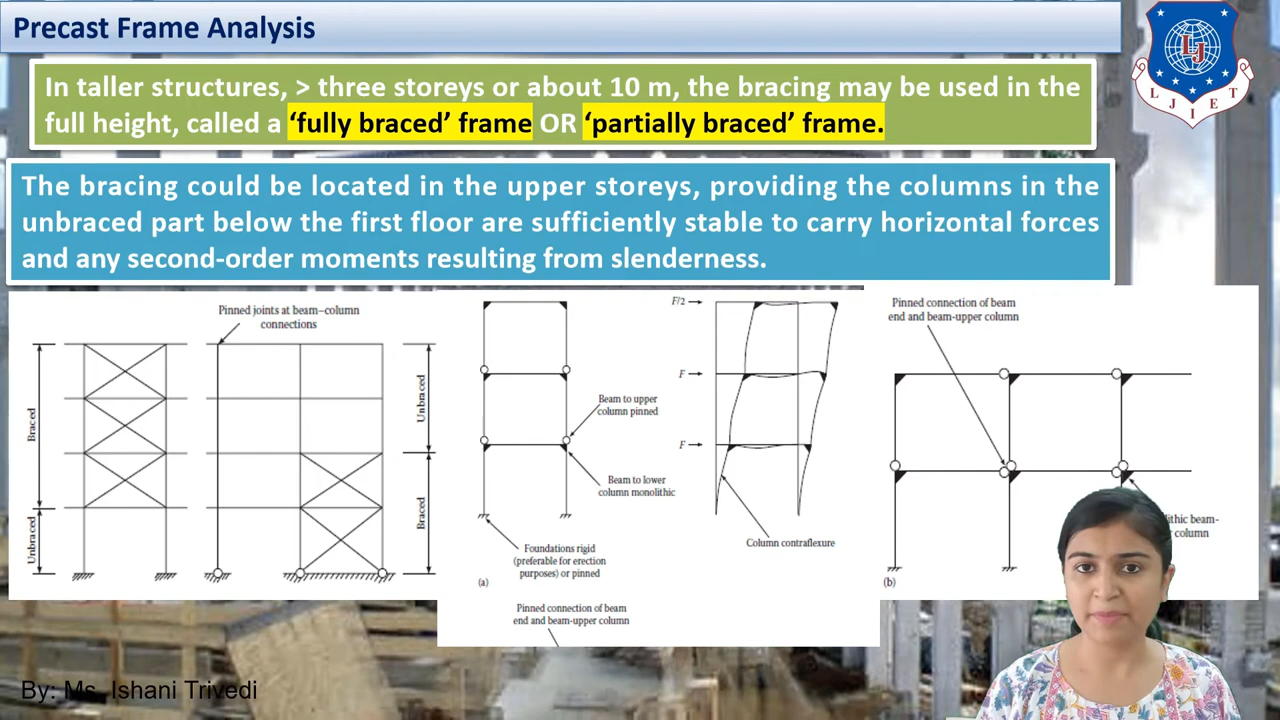 Precast Frame Analysis
L J I E T
In taller structures, > three storeys or about 10 m, the bracing may be used in the
full height, called a ‘fully braced’ frame OR ‘partially braced’ frame.
The bracing could be located in the upper storeys, providing the columns in the
unbraced part below the first floor are sufficiently stable to carry horizontal forces
and any second-order moments resulting from slenderness.
Pinned joints at beam–column
connections
Braced
Unbraced
Unbraced
Braced
Beam to upper
column pinned
Beam to lower
column monolithic
Foundations rigid
(preferable for erection
purposes) or pinned
(a)
F/2
F
F
Column contraflexure
Pinned connection of beam
end and beam-upper column
Pinned connection of beam
end and beam-upper column
beam-
column
(b)
By: Ms. Ishani Trivedi